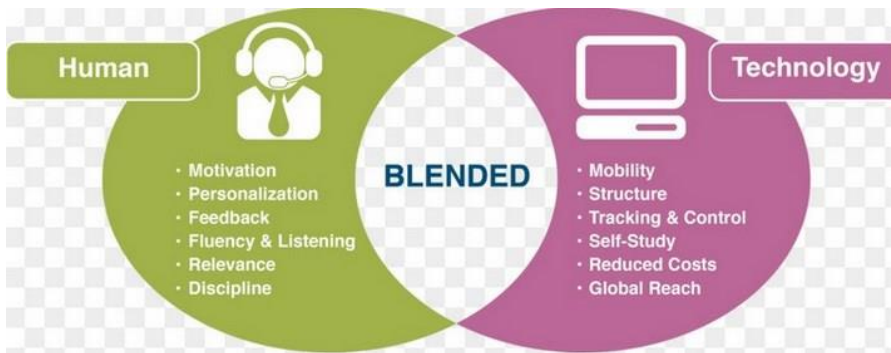 Human
Technology
BLENDED
· Motivation
· Personalization
· Feedback
· Fluency & Listening
· Relevance
· Discipline
· Mobility
· Structure
· Tracking & Control
· Self-Study
· Reduced Costs
· Global Reach